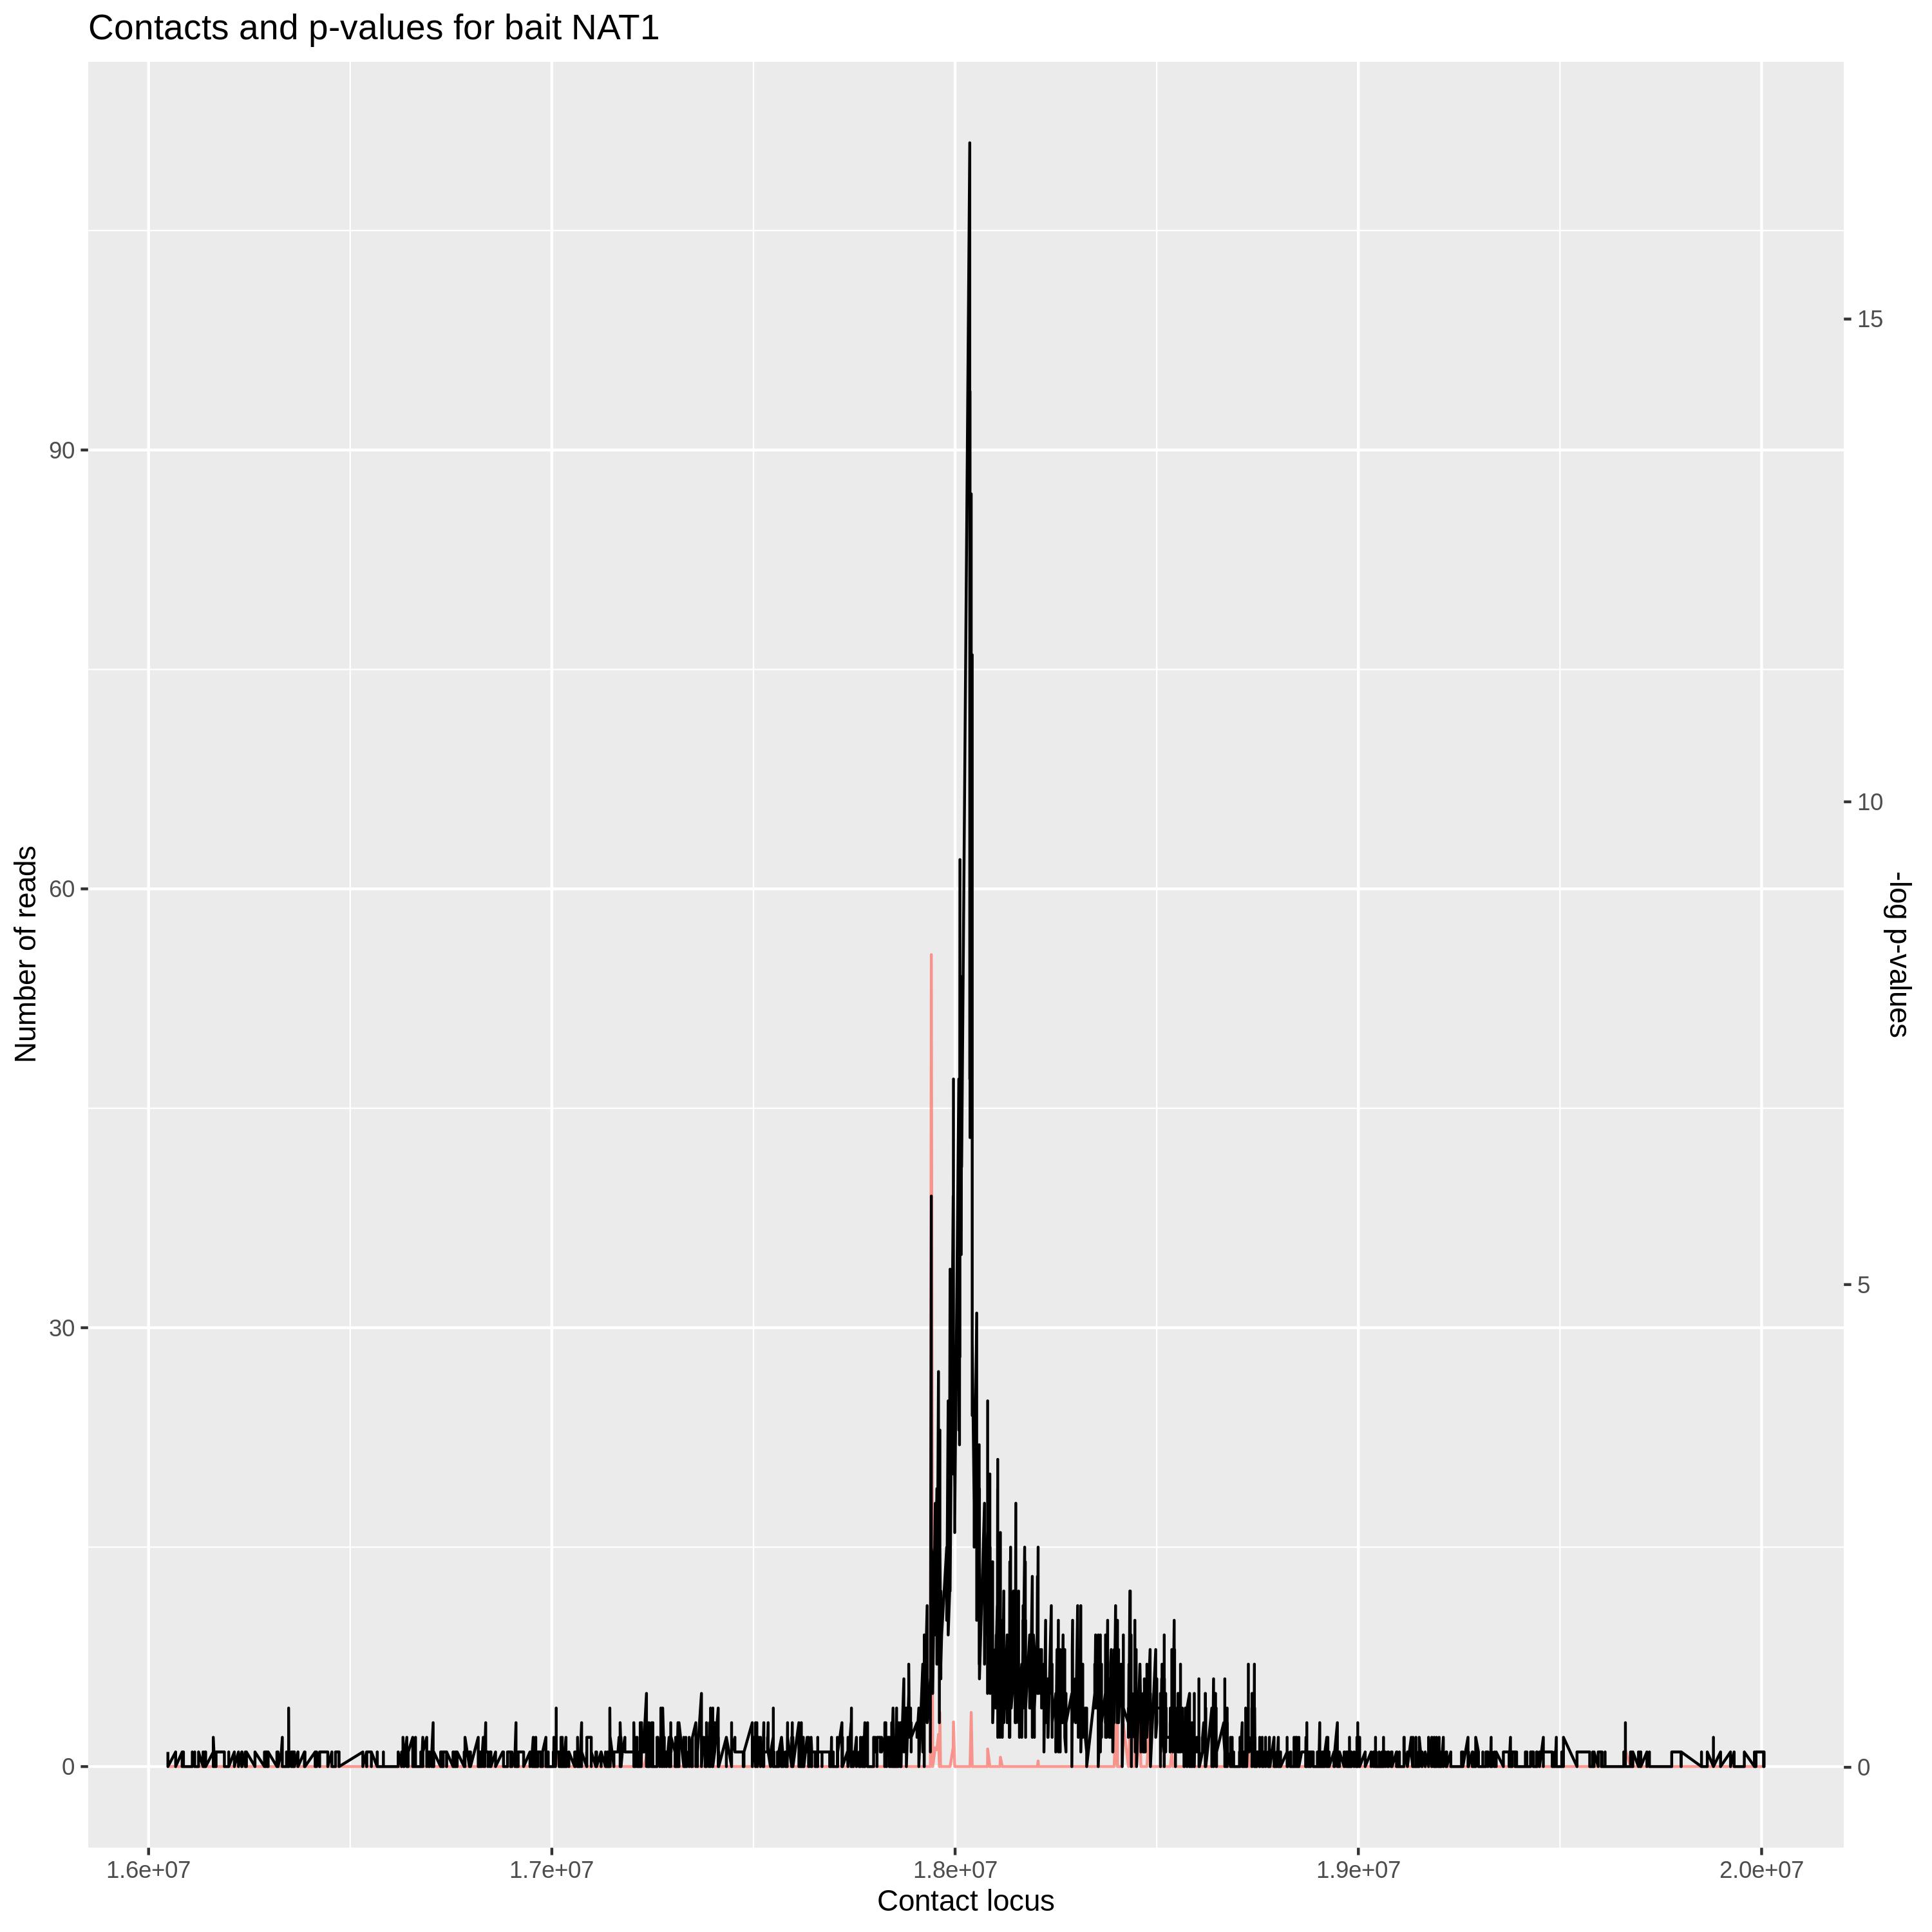 Contacts and p-values for bait NAT1
Number of reads
90
60
30
0
15
10
5
0
-log p-values
1.6e+07
1.7e+07
1.8e+07
1.9e+07
2.0e+07
Contact locus